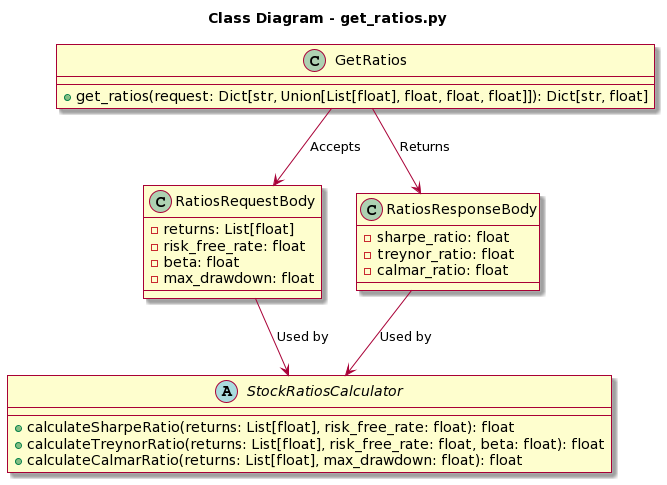 Class Diagram - get_ratios.py
C GetRatios
get_ratios(request: Dict[str, Union[List[float], float, float, float]]): Dict[str, float]
Accepts
Returns
C RatiosRequestBody
returns: List[float]
risk_free_rate: float
beta: float
max_drawdown: float
C RatiosResponseBody
sharpe_ratio: float
treynor_ratio: float
calmar_ratio: float
Used by
Used by
A StockRatiosCalculator
calculateSharpeRatio(returns: List[float], risk_free_rate: float): float
calculateTreynorRatio(returns: List[float], risk_free_rate: float, beta: float): float
calculateCalmarRatio(returns: List[float], max_drawdown: float): float